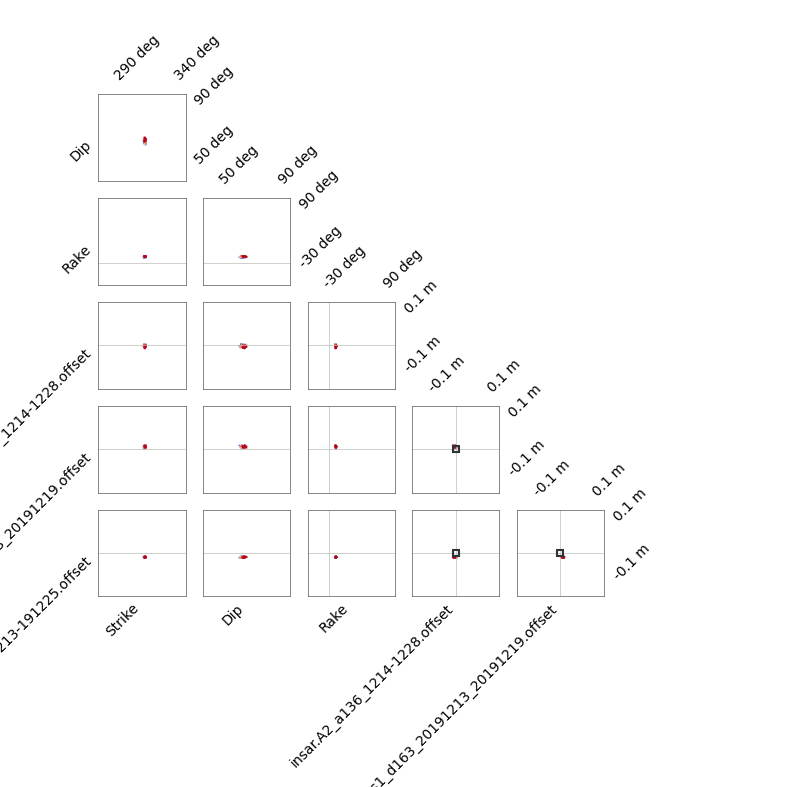 290 deg
340 deg
90 deg
Dip
50 deg
50 deg
90 deg
90 deg
Rake
-30 deg
-30 deg
90 deg
0.1 m
_1214-1228.offset
-0.1 m
-0.1 m
0.1 m
0.1 m
_20191219.offset
-0.1 m
-0.1 m
0.1 m
0.1 m
213-191225.offset
-0.1 m
Strike
Dip
Rake
insar.A2_a136_1214-1228.offset
s1_d163_20191213_20191219.offset